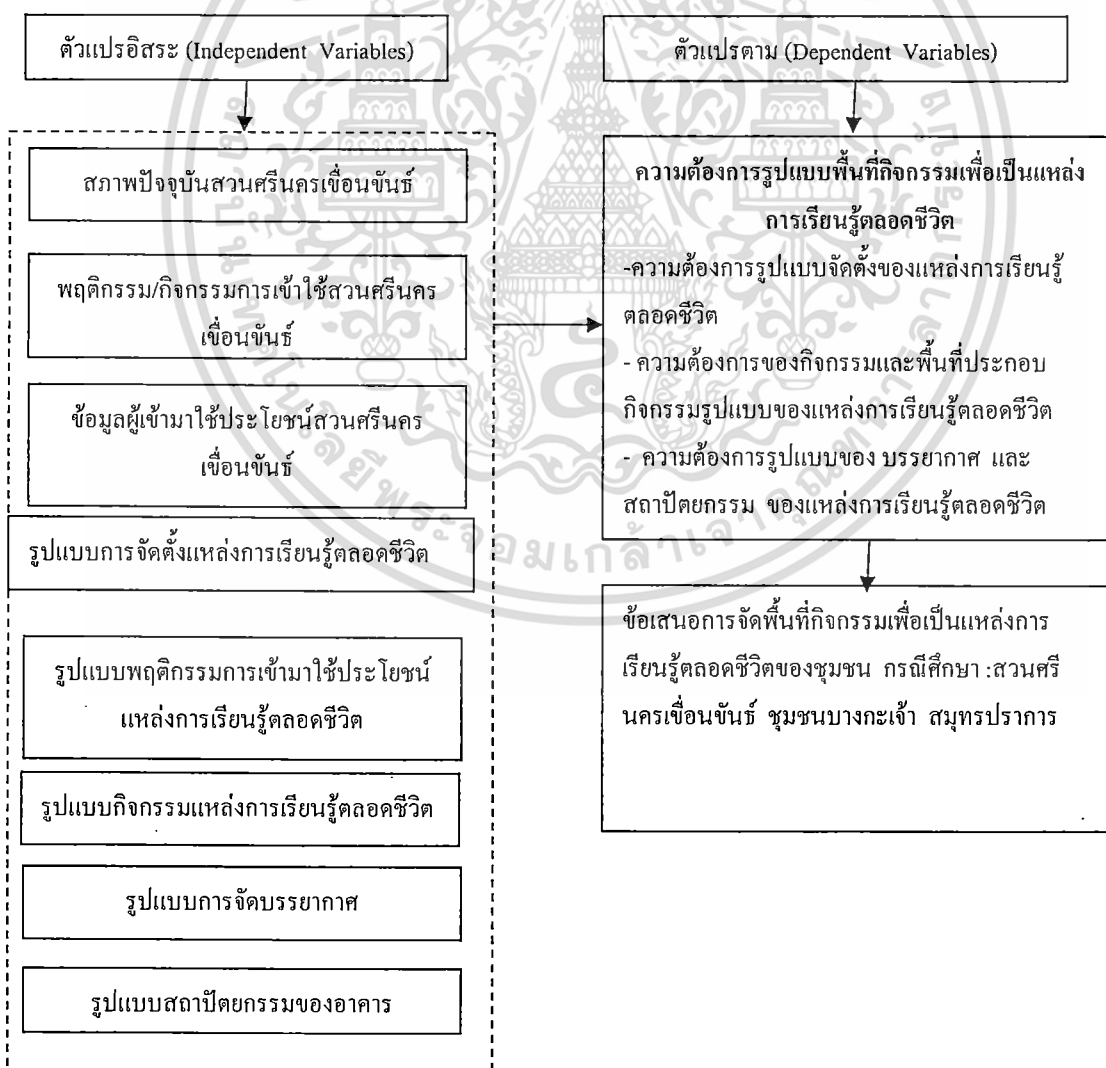 ตัวแปรอิสระ (Independent Variables)
สภาพปัจจุบันสวนศรีนครเขื่อนขันธ์
พฤติกรรม/กิจกรรมการเข้าใช้สวนศรีนคร
เขื่อนขันธ์
ข้อมูลผู้เข้ามาใช้ประโยชน์สวนศรีนคร
เขื่อนขันธ์
รูปแบบการจัดตั้งแหล่งการเรียนรู้ตลอดชีวิต
รูปแบบพฤติกรรมการเข้ามาใช้ประโยชน์
แหล่งการเรียนรู้ตลอดชีวิต
รูปแบบกิจกรรมแหล่งการเรียนรู้ตลอดชีวิต
รูปแบบการจัดบรรยากาศ
รูปแบบสถาปัตยกรรมของอาคาร
ตัวแปรตาม (Dependent Variables)
ความต้องการรูปแบบพื้นที่กิจกรรมเพื่อเป็นแหล่ง
การเรียนรู้ตลอดชีวิต
-ความต้องการรูปแบบจัดตั้งของแหล่งการเรียนรู้
ตลอดชีวิต
- ความต้องการของกิจกรรมและพื้นที่ประกอบ
กิจกรรมรูปแบบของแหล่งการเรียนรู้ตลอดชีวิต
- ความต้องการรูปแบบของ บรรยากาศ และ
สถาปัตยกรรม ของแหล่งการเรียนรู้ตลอดชีวิต
ข้อเสนอการจัดพื้นที่กิจกรรมเพื่อเป็นแหล่งการ
เรียนรู้ตลอดชีวิตของชุมชน กรณีศึกษา :สวนศรี
นครเขื่อนขันธ์ ชุมชนบางกะเจ้า สมุทรปราการ